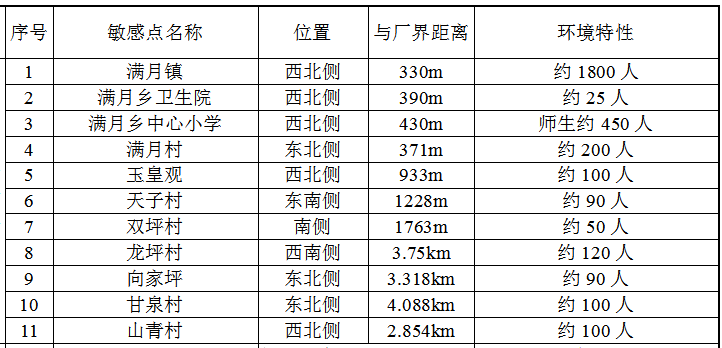 序号 敏感点名称 位置 与厂界距离 环境特性
1 满月镇 西北侧 330m 约 1800 人
2 满月乡卫生院 西北侧 390m 约 25 人
3 满月乡中心小学 西北侧 430m 师生约 450 人
4 满月村 东北侧 371m 约 200 人
5 玉皇观 西北侧 933m 约 100 人
6 天子村 东南侧 1228m 约 90 人
7 双坪村 南侧 1763m 约 50 人
8 龙坪村 西南侧 3.75km 约 120 人
9 向家坪 东北侧 3.318km 约 90 人
10 甘泉村 东北侧 4.088km 约 100 人
11 山青村 西北侧 2.854km 约 100 人